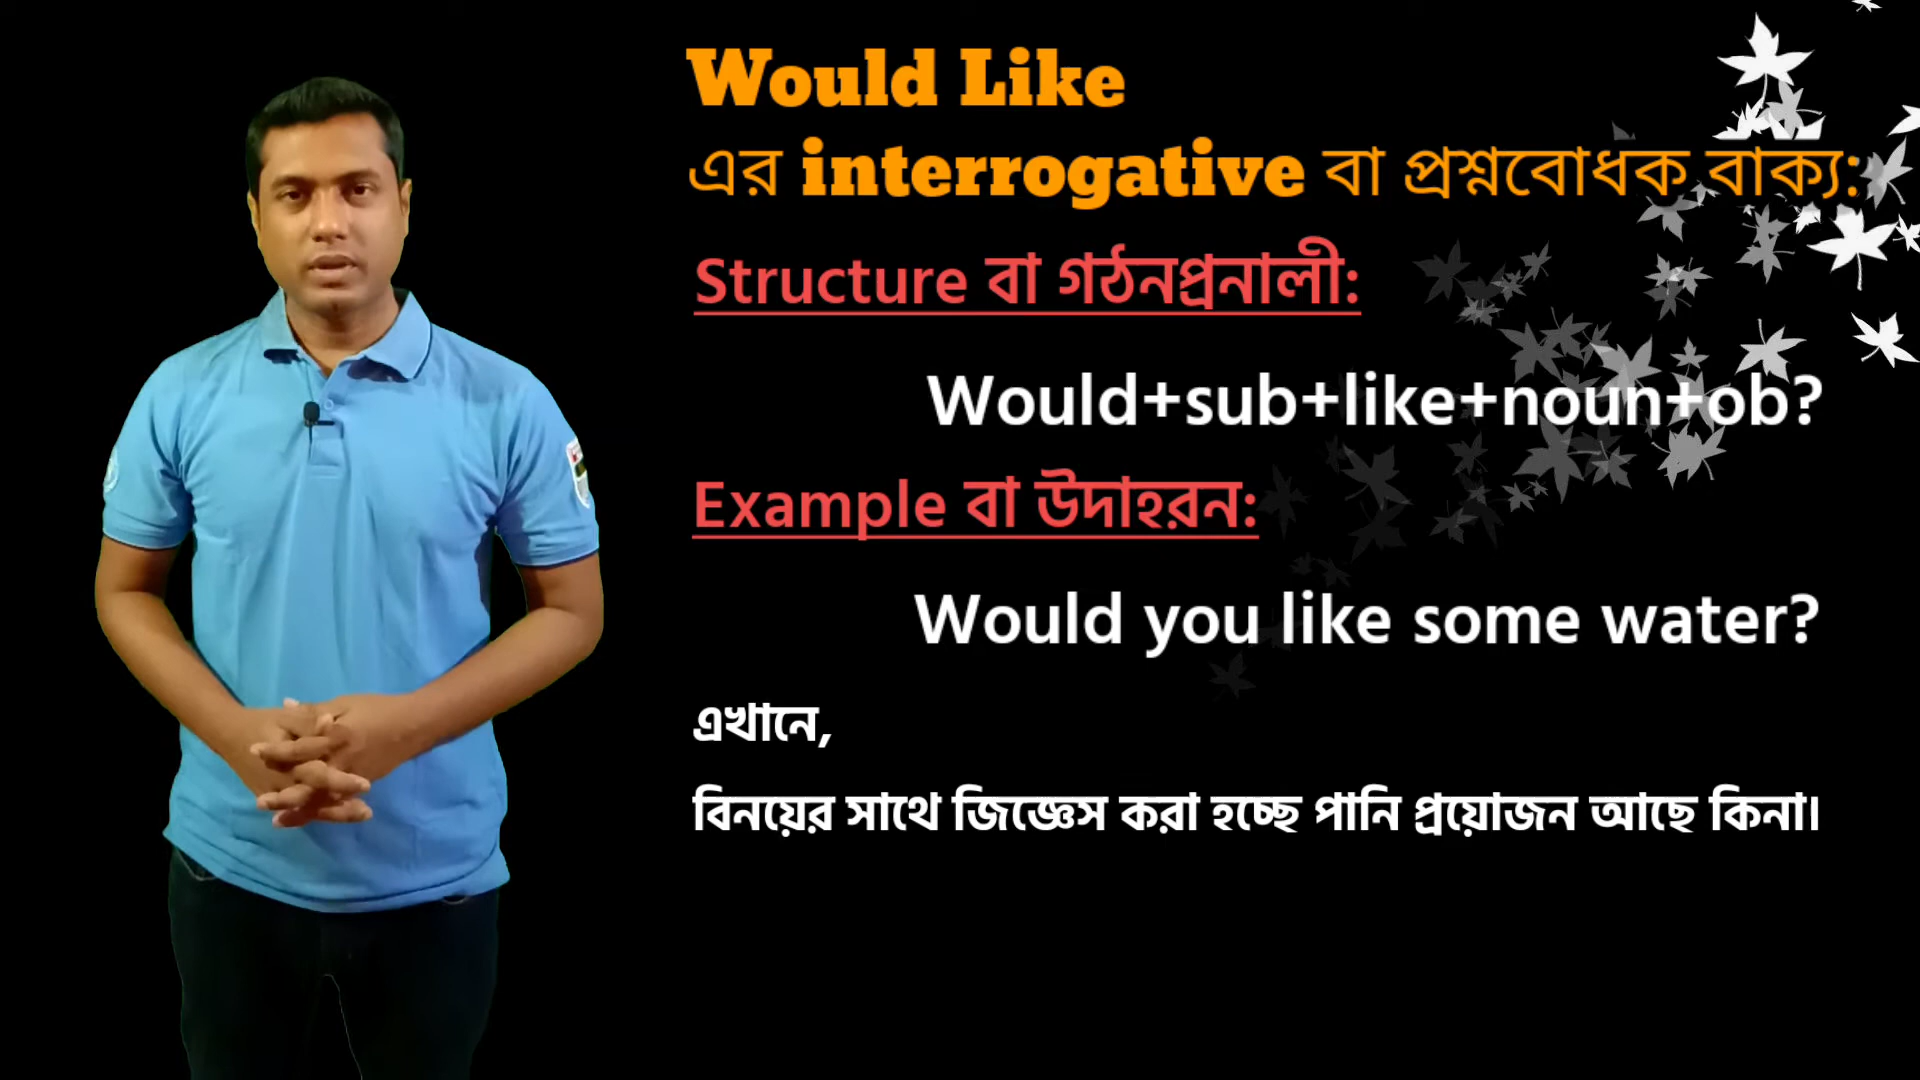 Would Like
এর interrogative বা প্রশ্নবোধক বাক্য:
Structure বা গঠনপ্রনালী:
Would+sub+like+noun+ob?
Example বা উদাহরন:
Would you like some water?
এখানে,
বিনয়ের সাথে জিজ্ঞেস করা হচ্ছে পানি প্রয়োজন আছে কিনা।